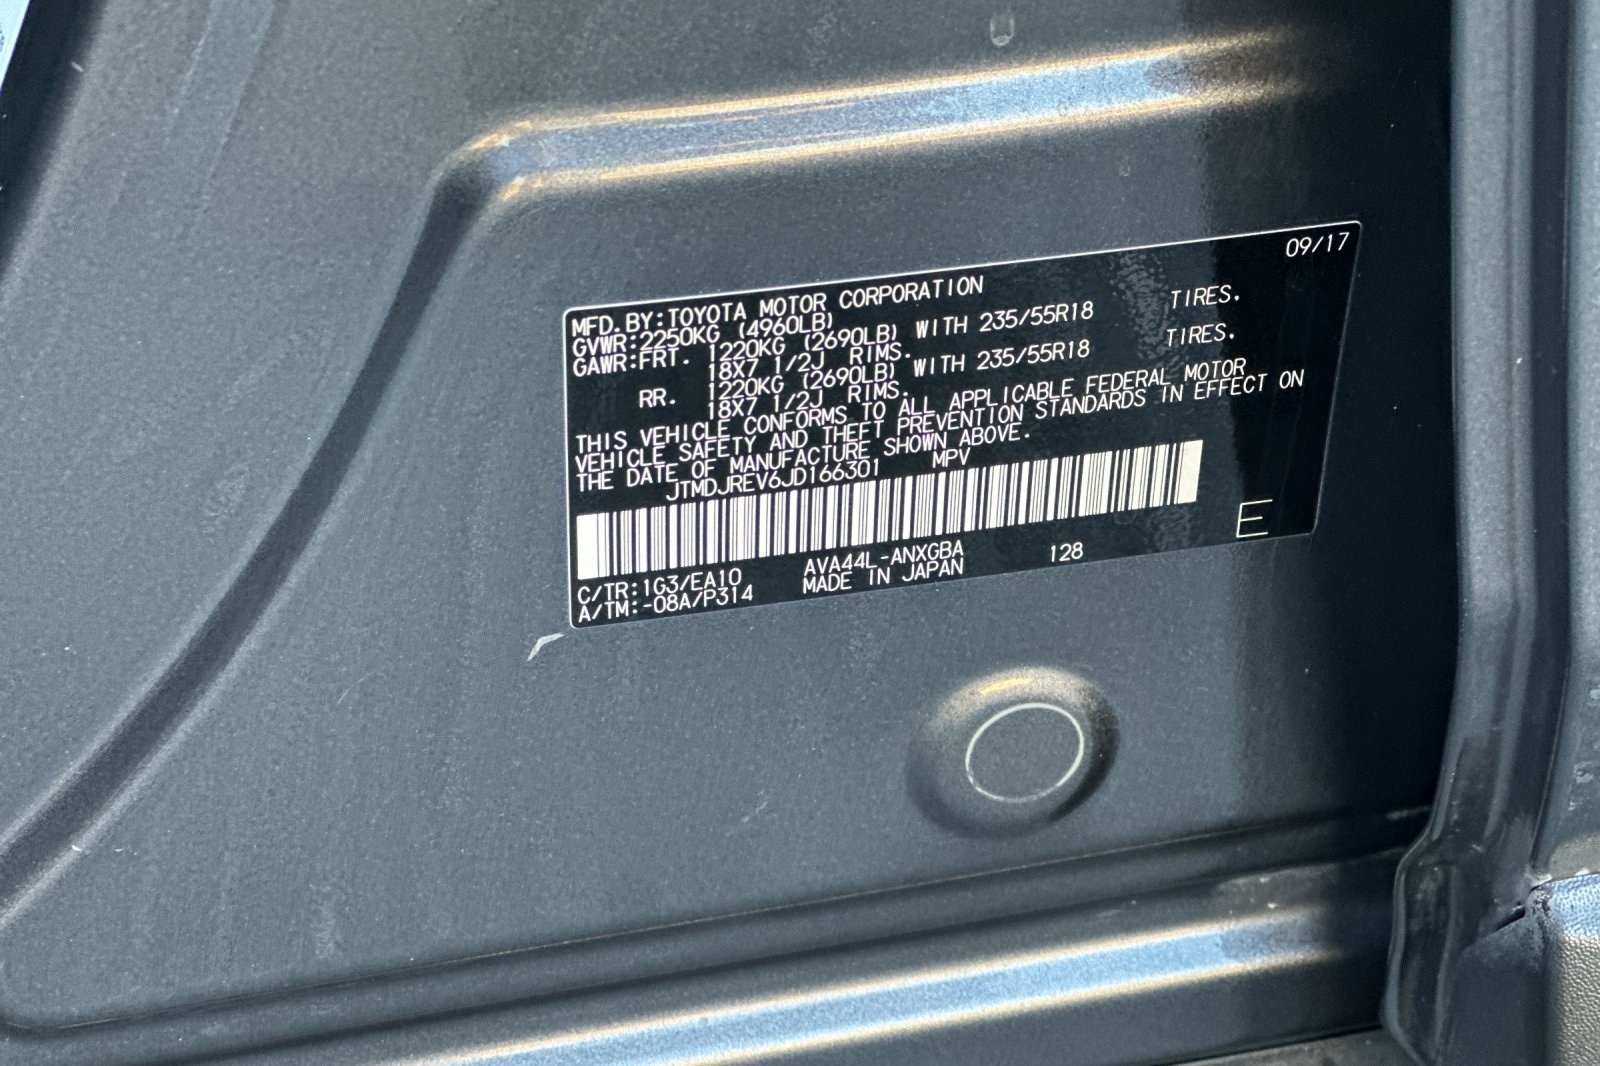 09/17
MFD.BY:TOYOTA MOTOR CORPORATION
GVWR:2250KG (4960LB)
GAWR:FRT. 1220KG (2690LB) WITH 235/55R18 TIRES.
18X7 1/2J RIMS.
RR. 1220KG (2690LB) WITH 235/55R18 TIRES.
18X7 1/2J RIMS.
THIS VEHICLE CONFORMS TO ALL APPLICABLE FEDERAL MOTOR
VEHICLE SAFETY AND THEFT PREVENTION STANDARDS IN EFFECT ON
THE DATE OF MANUFACTURE SHOWN ABOVE.
JTMDJREV6JD166301 MPV
E
C/TR:1G3/EA10 AVA44L-ANXGBA 128
A/TM:-08A/P314 MADE IN JAPAN